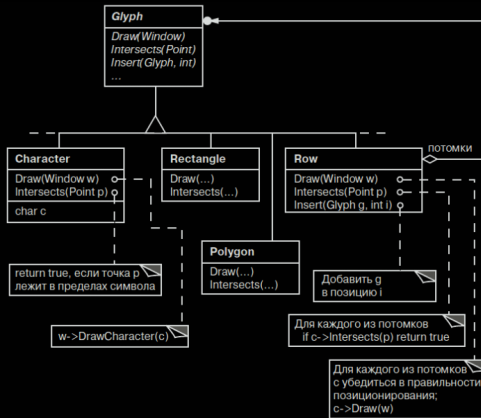 Glyph
Draw(Window)
Intersects(Point)
Insert(Glyph, int)
...
потомки
Character
Draw(Window w)
Intersects(Point p)
char c
Rectangle
Draw(...)
Intersects(...)
Row
Draw(Window w)
Intersects(Point p)
Insert(Glyph g, int i)
Polygon
Draw(...)
Intersects(...)
return true, если точка p
лежит в пределах символа
w->DrawCharacter(c)
Добавить g
в позицию i
Для каждого из потомков
if c->Intersects(p) return true
Для каждого из потомков
с убедиться в правильности
позиционирования;
c->Draw(w)